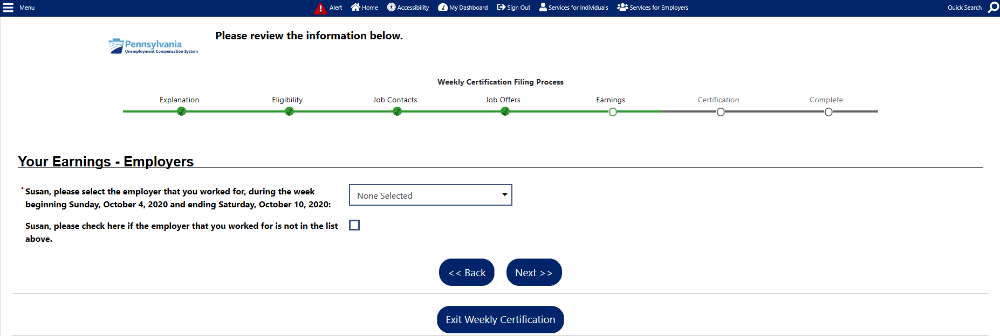 Menu
Alert
Home
Accessibility
My Dashboard
Sign Out
Services for Individuals
Services for Employers
Quick Search
Pennsylvania
Unemployment Compensation System
Please review the information below.
Weekly Certification Filing Process
Explanation
Eligibility
Job Contacts
Job Offers
Earnings
Certification
Complete
Your Earnings - Employers
* Susan, please select the employer that you worked for, during the week
beginning Sunday, October 4, 2020 and ending Saturday, October 10, 2020:
None Selected
Susan, please check here if the employer that you worked for is not in the list
above.
<< Back
Next >>
Exit Weekly Certification